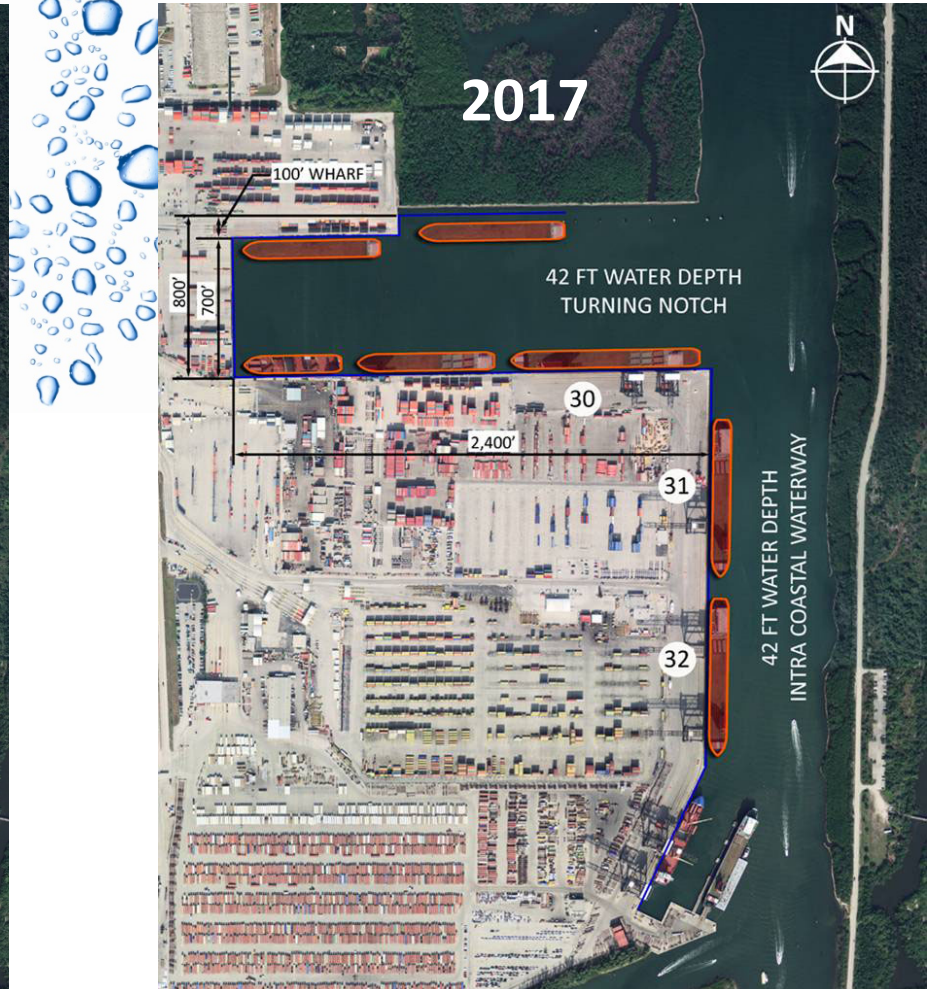 N
2017
100' WHARF
800'
700'
42 FT WATER DEPTH
TURNING NOTCH
30
2,400'
31
42 FT WATER DEPTH
INTRA COASTAL WATERWAY
32